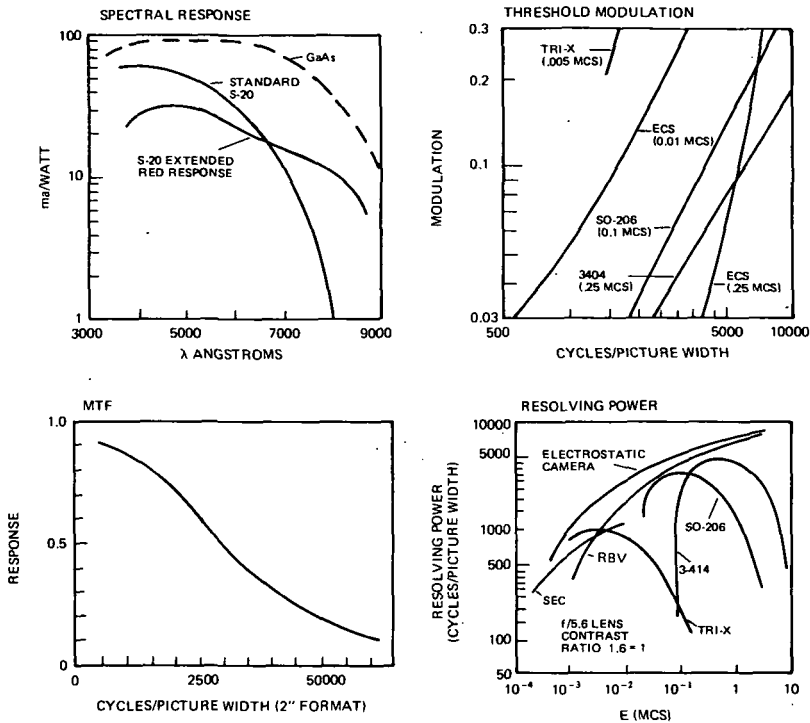 SPECTRAL RESPONSE
100
10
1
ma/WATT
GaAs
STANDARD
S-20
S-20 EXTENDED
RED RESPONSE
3000
5000
7000
9000
λ ANGSTROMS
THRESHOLD MODULATION
0.3
0.2
0.1
0.03
MODULATION
TRI-X
(.005 MCS)
ECS
(0.01 MCS)
SO-206
(0.1 MCS)
3404
(.25 MCS)
ECS
(.25 MCS)
500
5000
10000
CYCLES/PICTURE WIDTH
MTF
1.0
0.5
0
RESPONSE
0
2500
50000
CYCLES/PICTURE WIDTH (2" FORMAT)
RESOLVING POWER
10000
5000
1000
500
100
50
RESOLVING POWER
(CYCLES/PICTURE WIDTH)
ELECTROSTATIC
CAMERA
SO-206
RBV
3-414
SEC
TRI-X
f/5.6 LENS
CONTRAST
RATIO 1.6 = 1
10⁻⁴
10⁻³
10⁻²
10⁻¹
1
10
E (MCS)